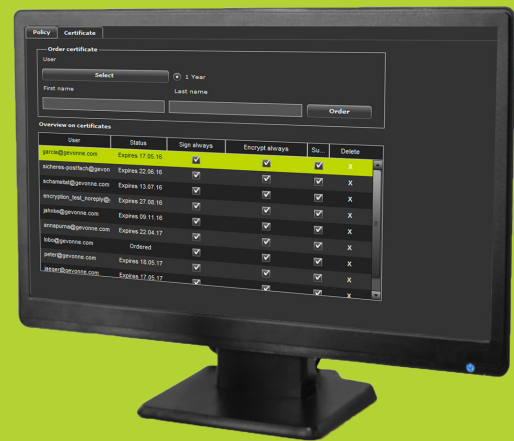 Policy Certificate
Order certificate
User
Select 1 Year
First name Last name
Order
Overview on certificates
User Status Sign always Encrypt always Su... Delete
garcia@gevonne.com Expires 17.05.16 X
sicheres-postfach@gevon Expires 22.06.16 X
schametat@gevonne.com Expires 13.07.16 X
encryption_test_noreply@ Expires 27.08.16 X
jahnke@gevonne.com Expires 09.11.16 X
annapurna@gevonne.com Expires 22.04.17 X
lobo@gevonne.com Ordered X
peter@gevonne.com Expires 18.05.17 X
jaeger@gevonne.com Expires 17.05.17 X